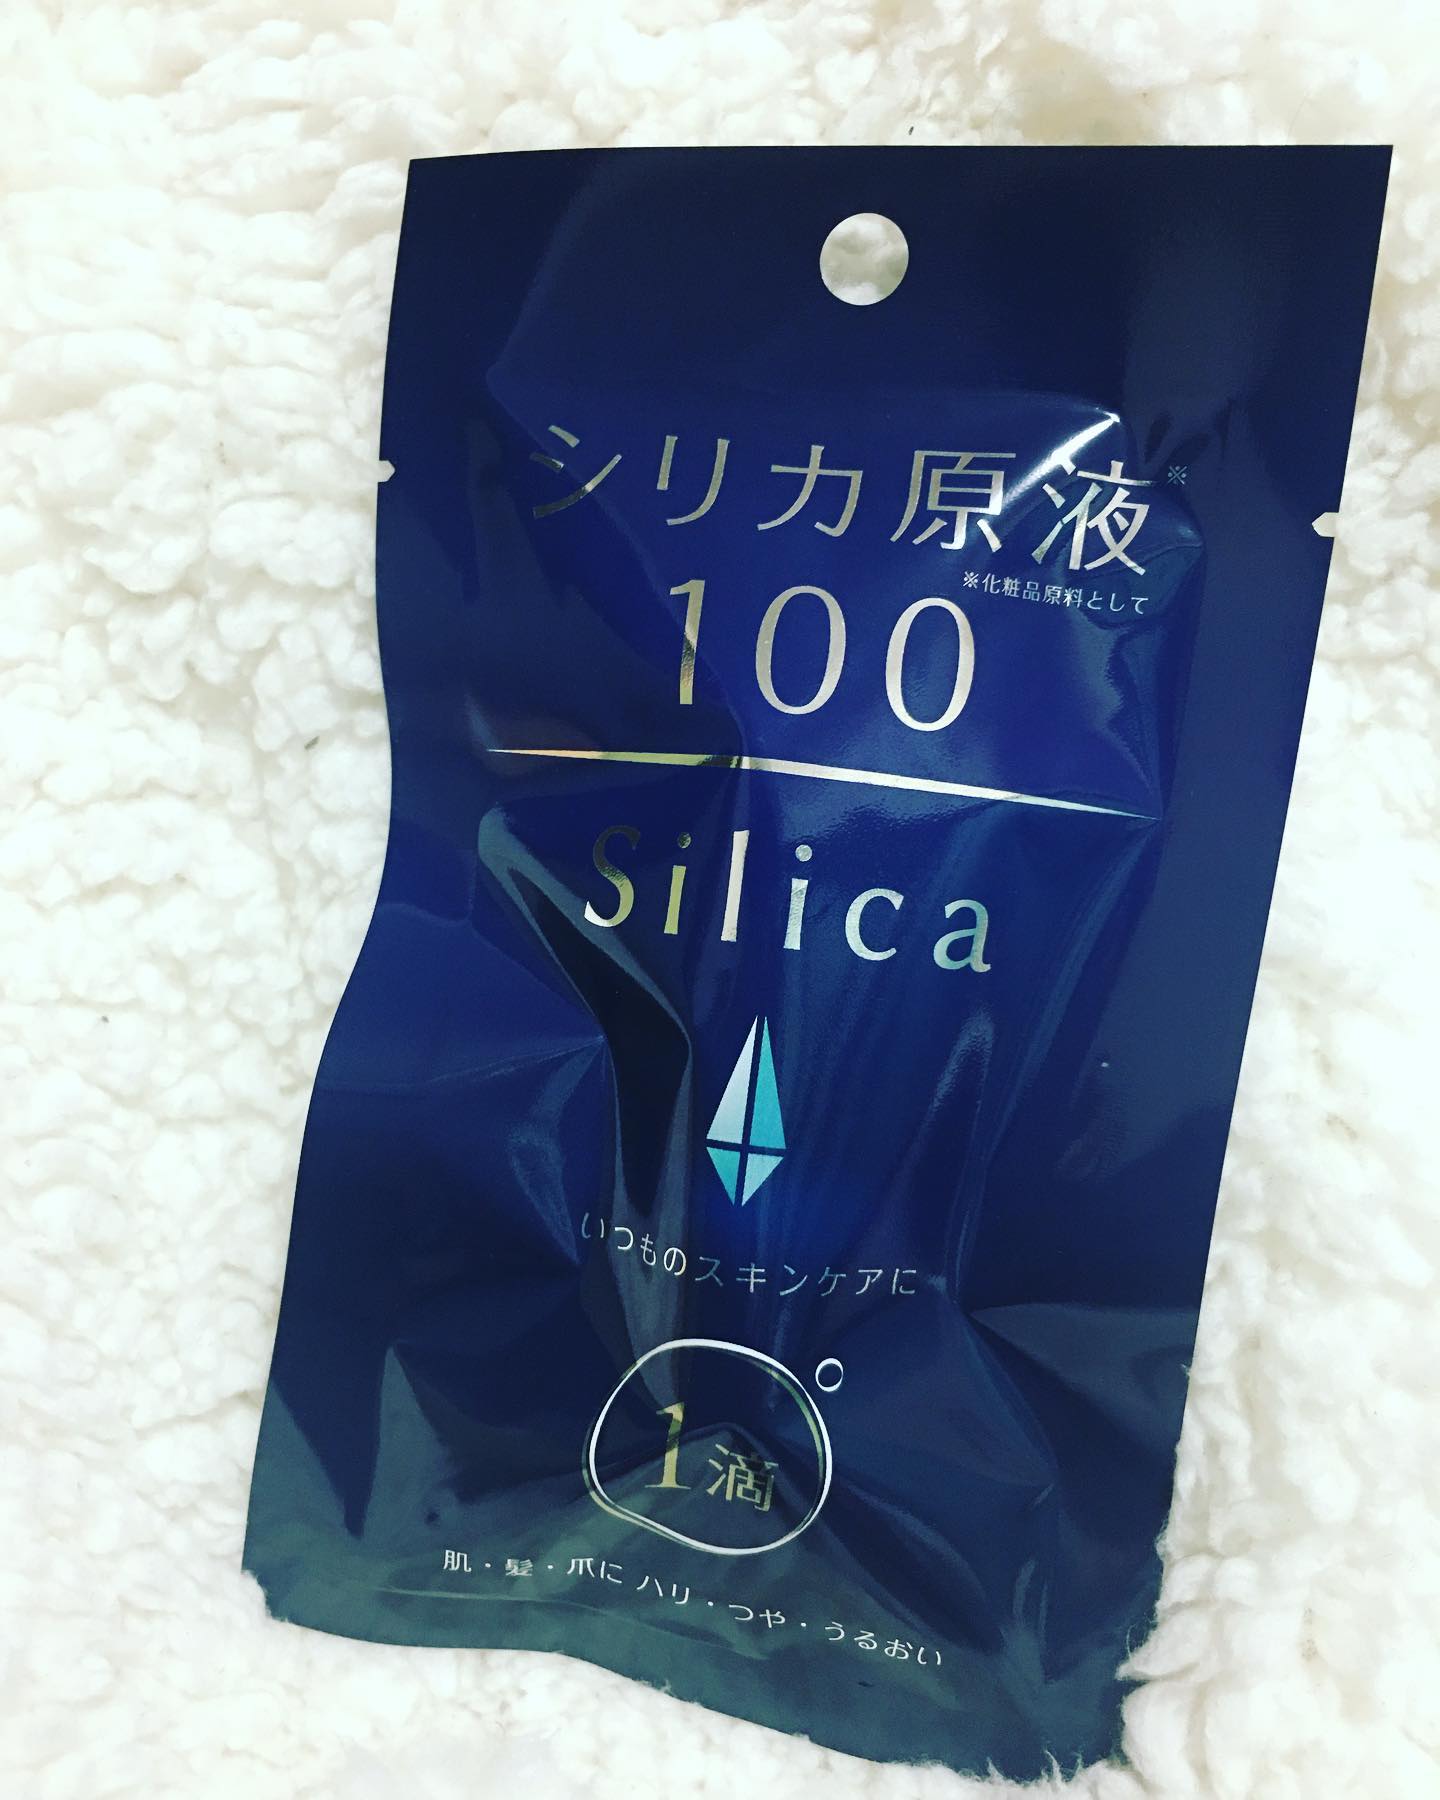 シリカ原液※
※化粧品原料として
100
Silica
いつものスキンケアに
1滴
肌・髪・爪に ハリ・つや・うるおい